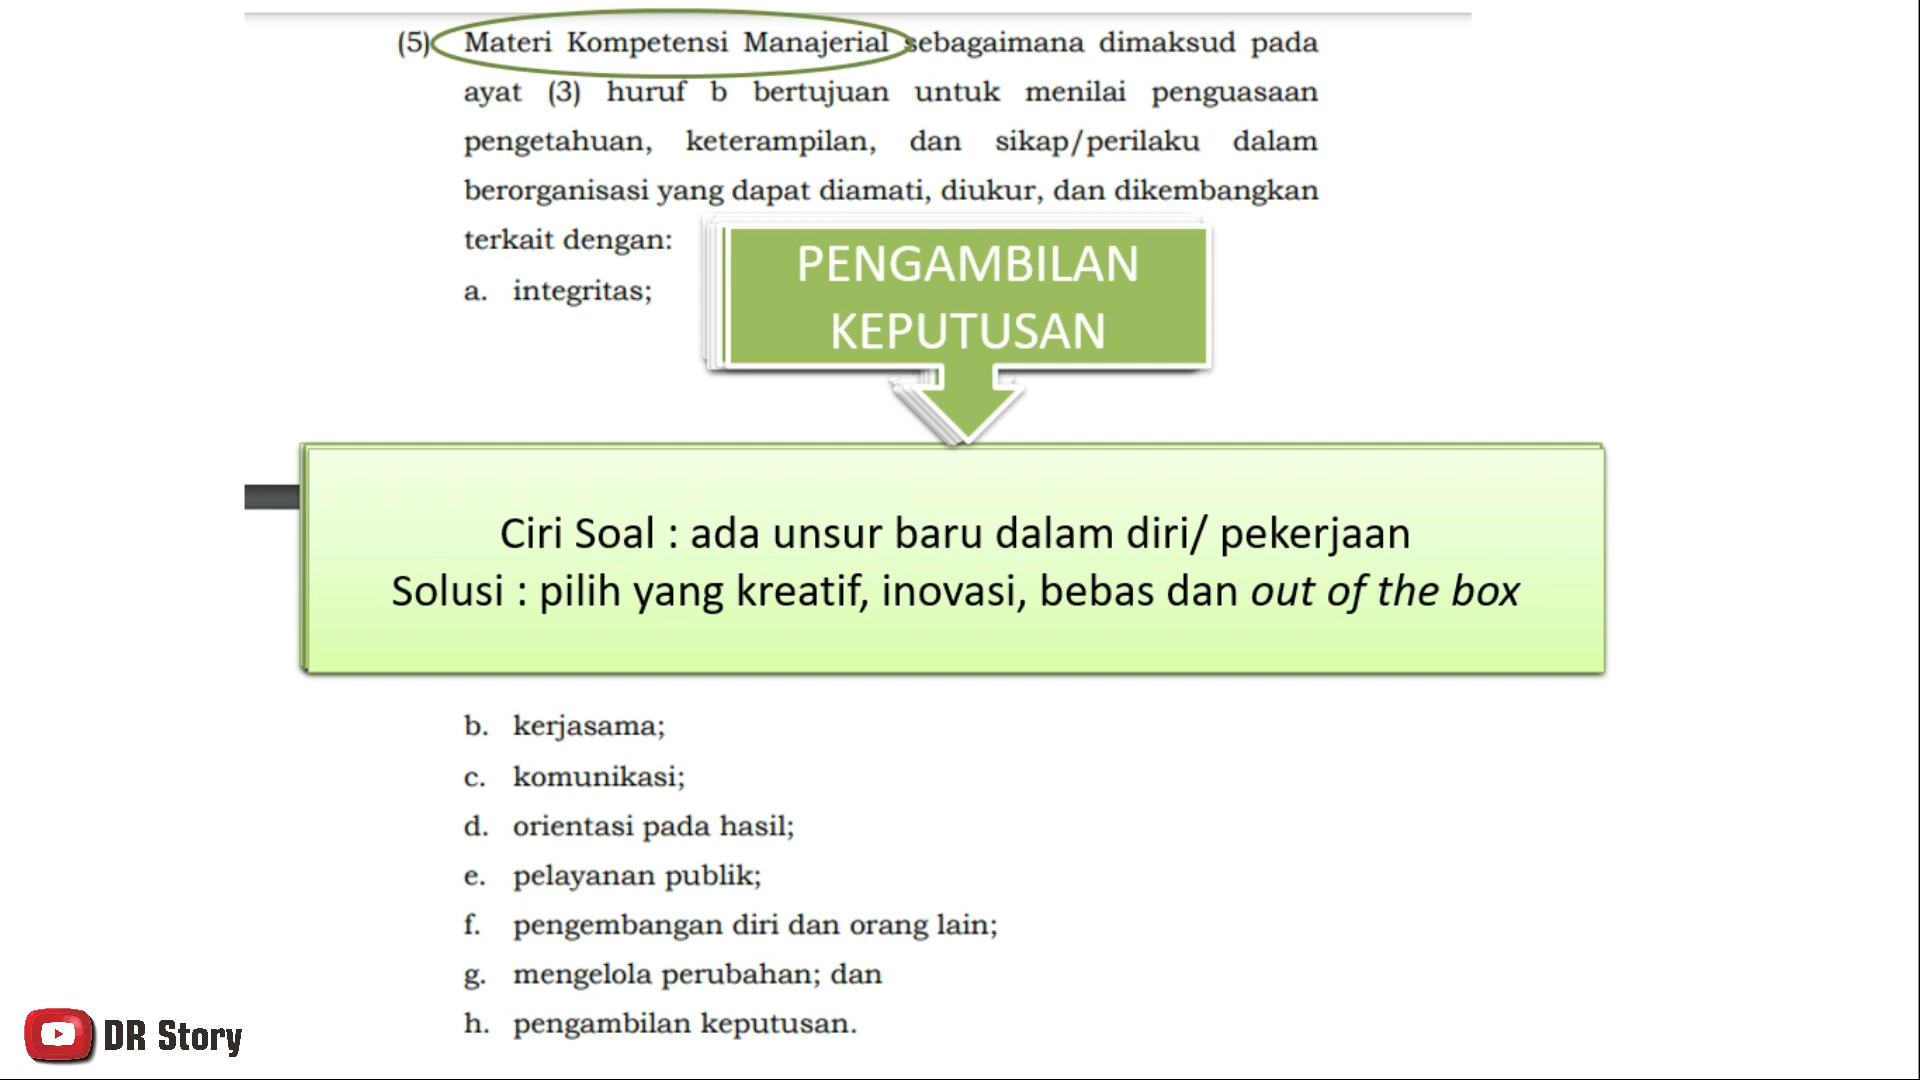 (5) Materi Kompetensi Manajerial sebagaimana dimaksud pada
ayat (3) huruf b bertujuan untuk menilai penguasaan
pengetahuan, keterampilan, dan sikap/perilaku dalam
berorganisasi yang dapat diamati, diukur, dan dikembangkan
terkait dengan:
a. integritas;
PENGAMBILAN
KEPUTUSAN
Ciri Soal : ada unsur baru dalam diri/ pekerjaan
Solusi : pilih yang kreatif, inovasi, bebas dan out of the box
b. kerjasama;
c. komunikasi;
d. orientasi pada hasil;
e. pelayanan publik;
f. pengembangan diri dan orang lain;
g. mengelola perubahan; dan
h. pengambilan keputusan.
DR Story